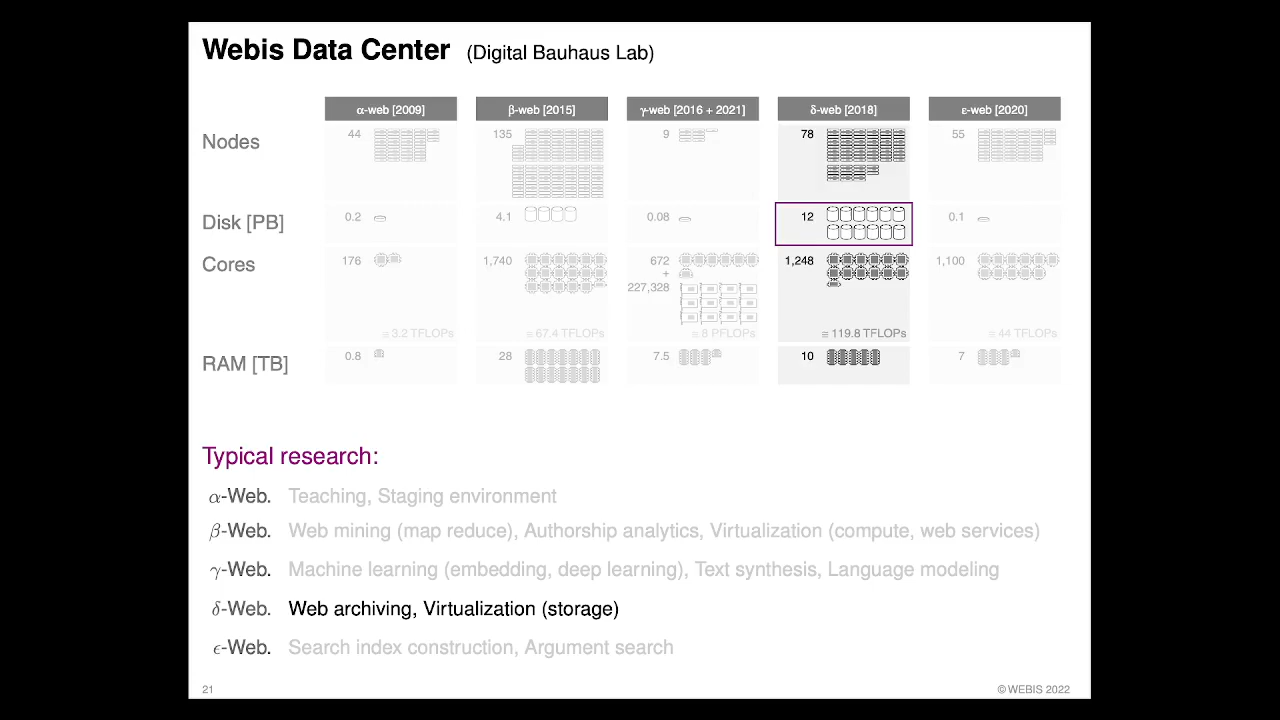 Webis Data Center (Digital Bauhaus Lab)
α-web [2009] β-web [2015] γ-web [2016 + 2021] δ-web [2018] ε-web [2020]
Nodes 44 135 9 78 55
Disk [PB] 0.2 4.1 0.08 12 0.1
Cores 176 1,740 672 1,248 1,100
+
227,328
≡ 3.2 TFLOPs ≡ 67.4 TFLOPs ≡ 8 PFLOPs ≡ 119.8 TFLOPs ≡ 44 TFLOPs
RAM [TB] 0.8 28 7.5 10 7
Typical research:
α-Web. Teaching, Staging environment
β-Web. Web mining (map reduce), Authorship analytics, Virtualization (compute, web services)
γ-Web. Machine learning (embedding, deep learning), Text synthesis, Language modeling
δ-Web. Web archiving, Virtualization (storage)
ϵ-Web. Search index construction, Argument search
21 © WEBIS 2022